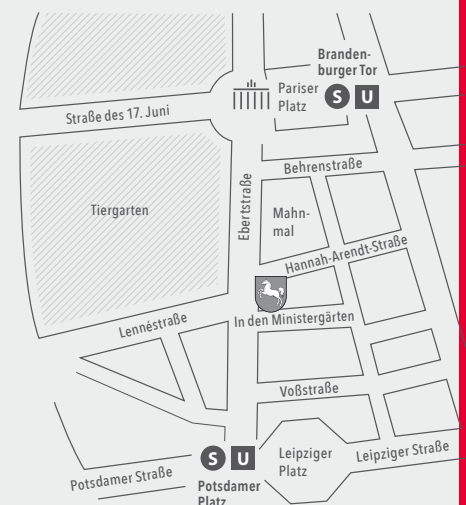 Branden-
burger Tor
Pariser
Platz
S U
Straße des 17. Juni
Behrenstraße
Ebertstraße
Tiergarten
Mahn-
mal
Hannah-Arendt-Straße
Lennéstraße
In den Ministergärten
Voßstraße
S U
Leipziger
Platz
Leipziger Straße
Potsdamer Straße
Potsdamer
Platz